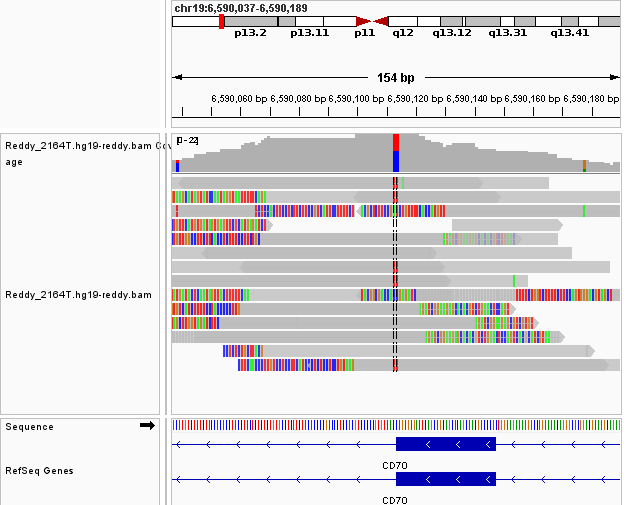 chr19:6,590,037-6,590,189
p13.2 p13.11 p11 q12 q13.12 q13.31 q13.41
154 bp
6,590,060 bp 6,590,080 bp 6,590,100 bp 6,590,120 bp 6,590,140 bp 6,590,160 bp 6,590,180 bp
Reddy_2164T.hg19-reddy.bam Cov
age
[0-22]
Reddy_2164T.hg19-reddy.bam
Sequence
CD70
RefSeq Genes
CD70